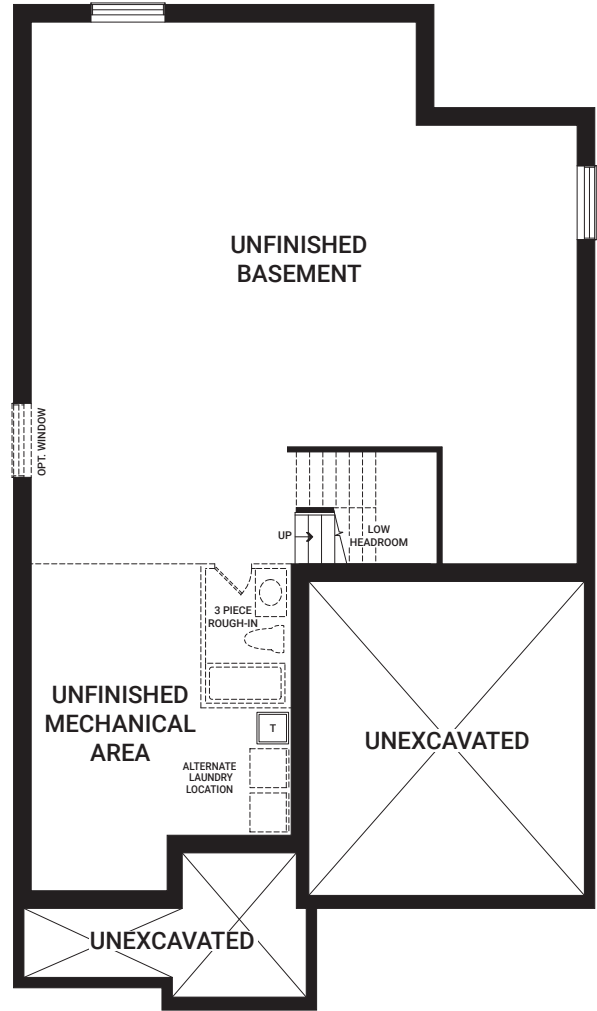 UNFINISHED
BASEMENT
OPT. WINDOW
UP
LOW
HEADROOM
3 PIECE
ROUGH-IN
UNFINISHED
MECHANICAL
AREA
T
UNEXCAVATED
ALTERNATE
LAUNDRY
LOCATION
UNEXCAVATED